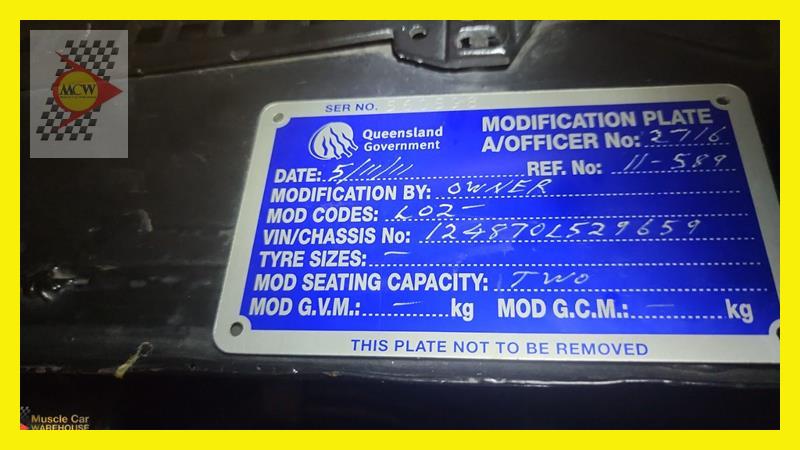 MCW
SER NO.
Queensland
Government
MODIFICATION PLATE
A/OFFICER No: 2716
DATE: 5/11/11
REF. No: 11-589
MODIFICATION BY: OWNER
MOD CODES: L02-
VIN/CHASSIS No: 124870L529659
TYRE SIZES: -
MOD SEATING CAPACITY: TWO
MOD G.V.M.: - kg MOD G.C.M.: - kg
THIS PLATE NOT TO BE REMOVED
Muscle Car
WAREHOUSE